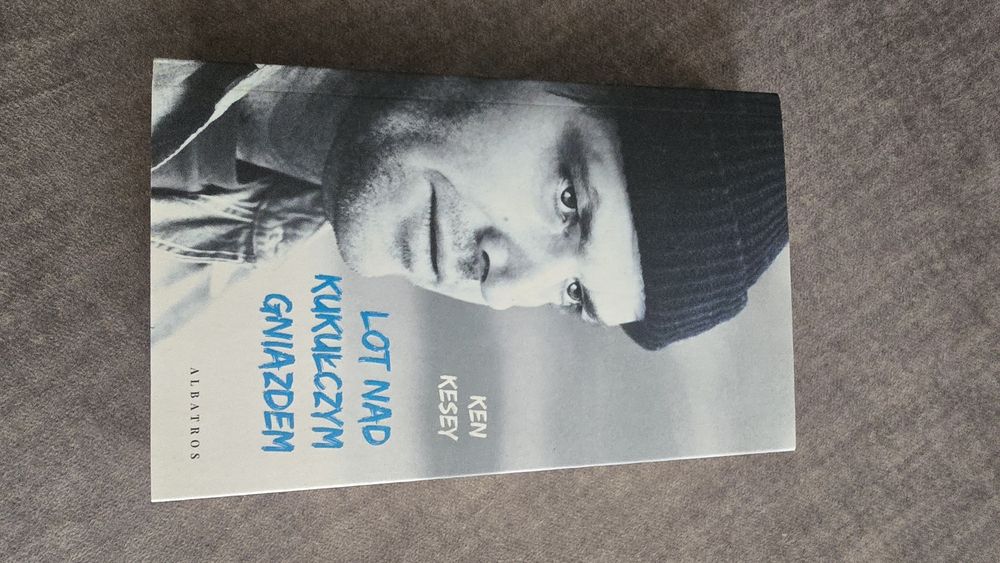 KEN
KESEY
LOT NAD
KUKUŁCZYM
GNIAZDEM
ALBATROS